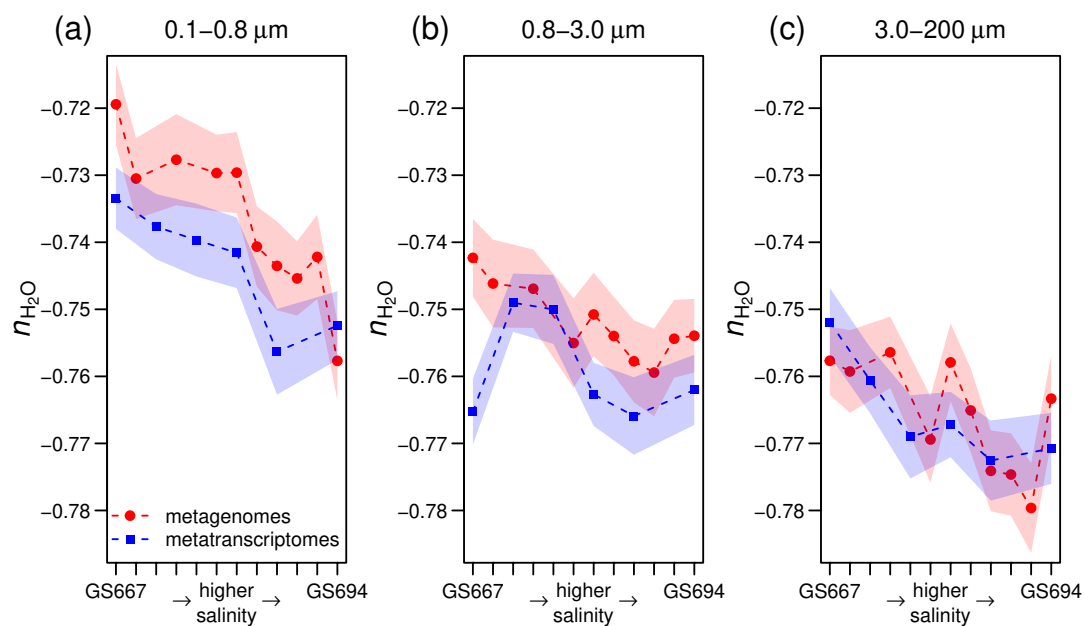 (a) 0.1−0.8 μm
(b) 0.8−3.0 μm
(c) 3.0−200 μm
nH2O
−0.72
−0.73
−0.74
−0.75
−0.76
−0.77
−0.78
metagenomes
metatranscriptomes
GS667 → higher → GS694
salinity
nH2O
−0.72
−0.73
−0.74
−0.75
−0.76
−0.77
−0.78
GS667 → higher → GS694
salinity
nH2O
−0.72
−0.73
−0.74
−0.75
−0.76
−0.77
−0.78
GS667 → higher → GS694
salinity